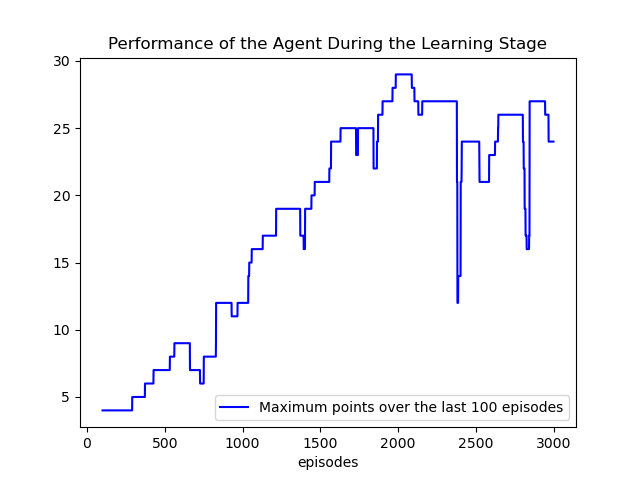 Performance of the Agent During the Learning Stage
30
25
20
15
10
5
Maximum points over the last 100 episodes
0 500 1000 1500 2000 2500 3000
episodes